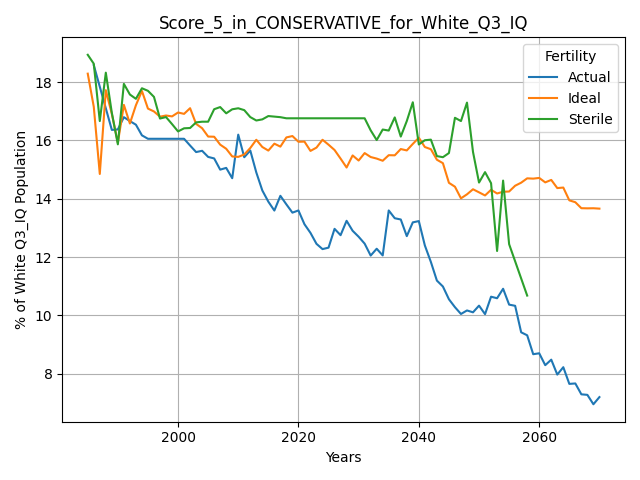 Score_5_in_CONSERVATIVE_for_White_Q3_IQ
Fertility
Actual
Ideal
Sterile
% of White Q3_IQ Population
18
16
14
12
10
8
2000 2020 2040 2060
Years